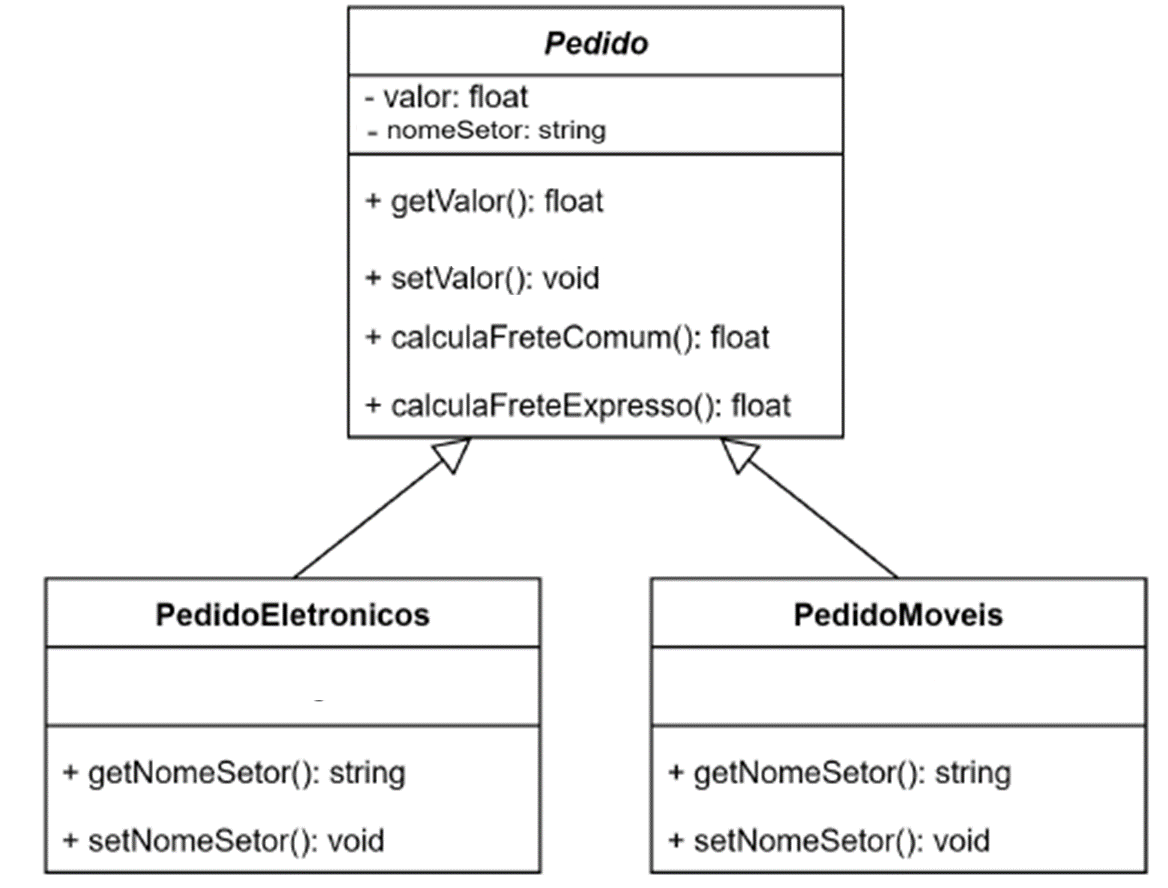 Pedido
- valor: float
- nomeSetor: string
+ getValor(): float
+ setValor(): void
+ calculaFreteComum(): float
+ calculaFreteExpresso(): float
PedidoEletronicos
-
+ getNomeSetor(): string
+ setNomeSetor(): void
PedidoMoveis
+ getNomeSetor(): string
+ setNomeSetor(): void